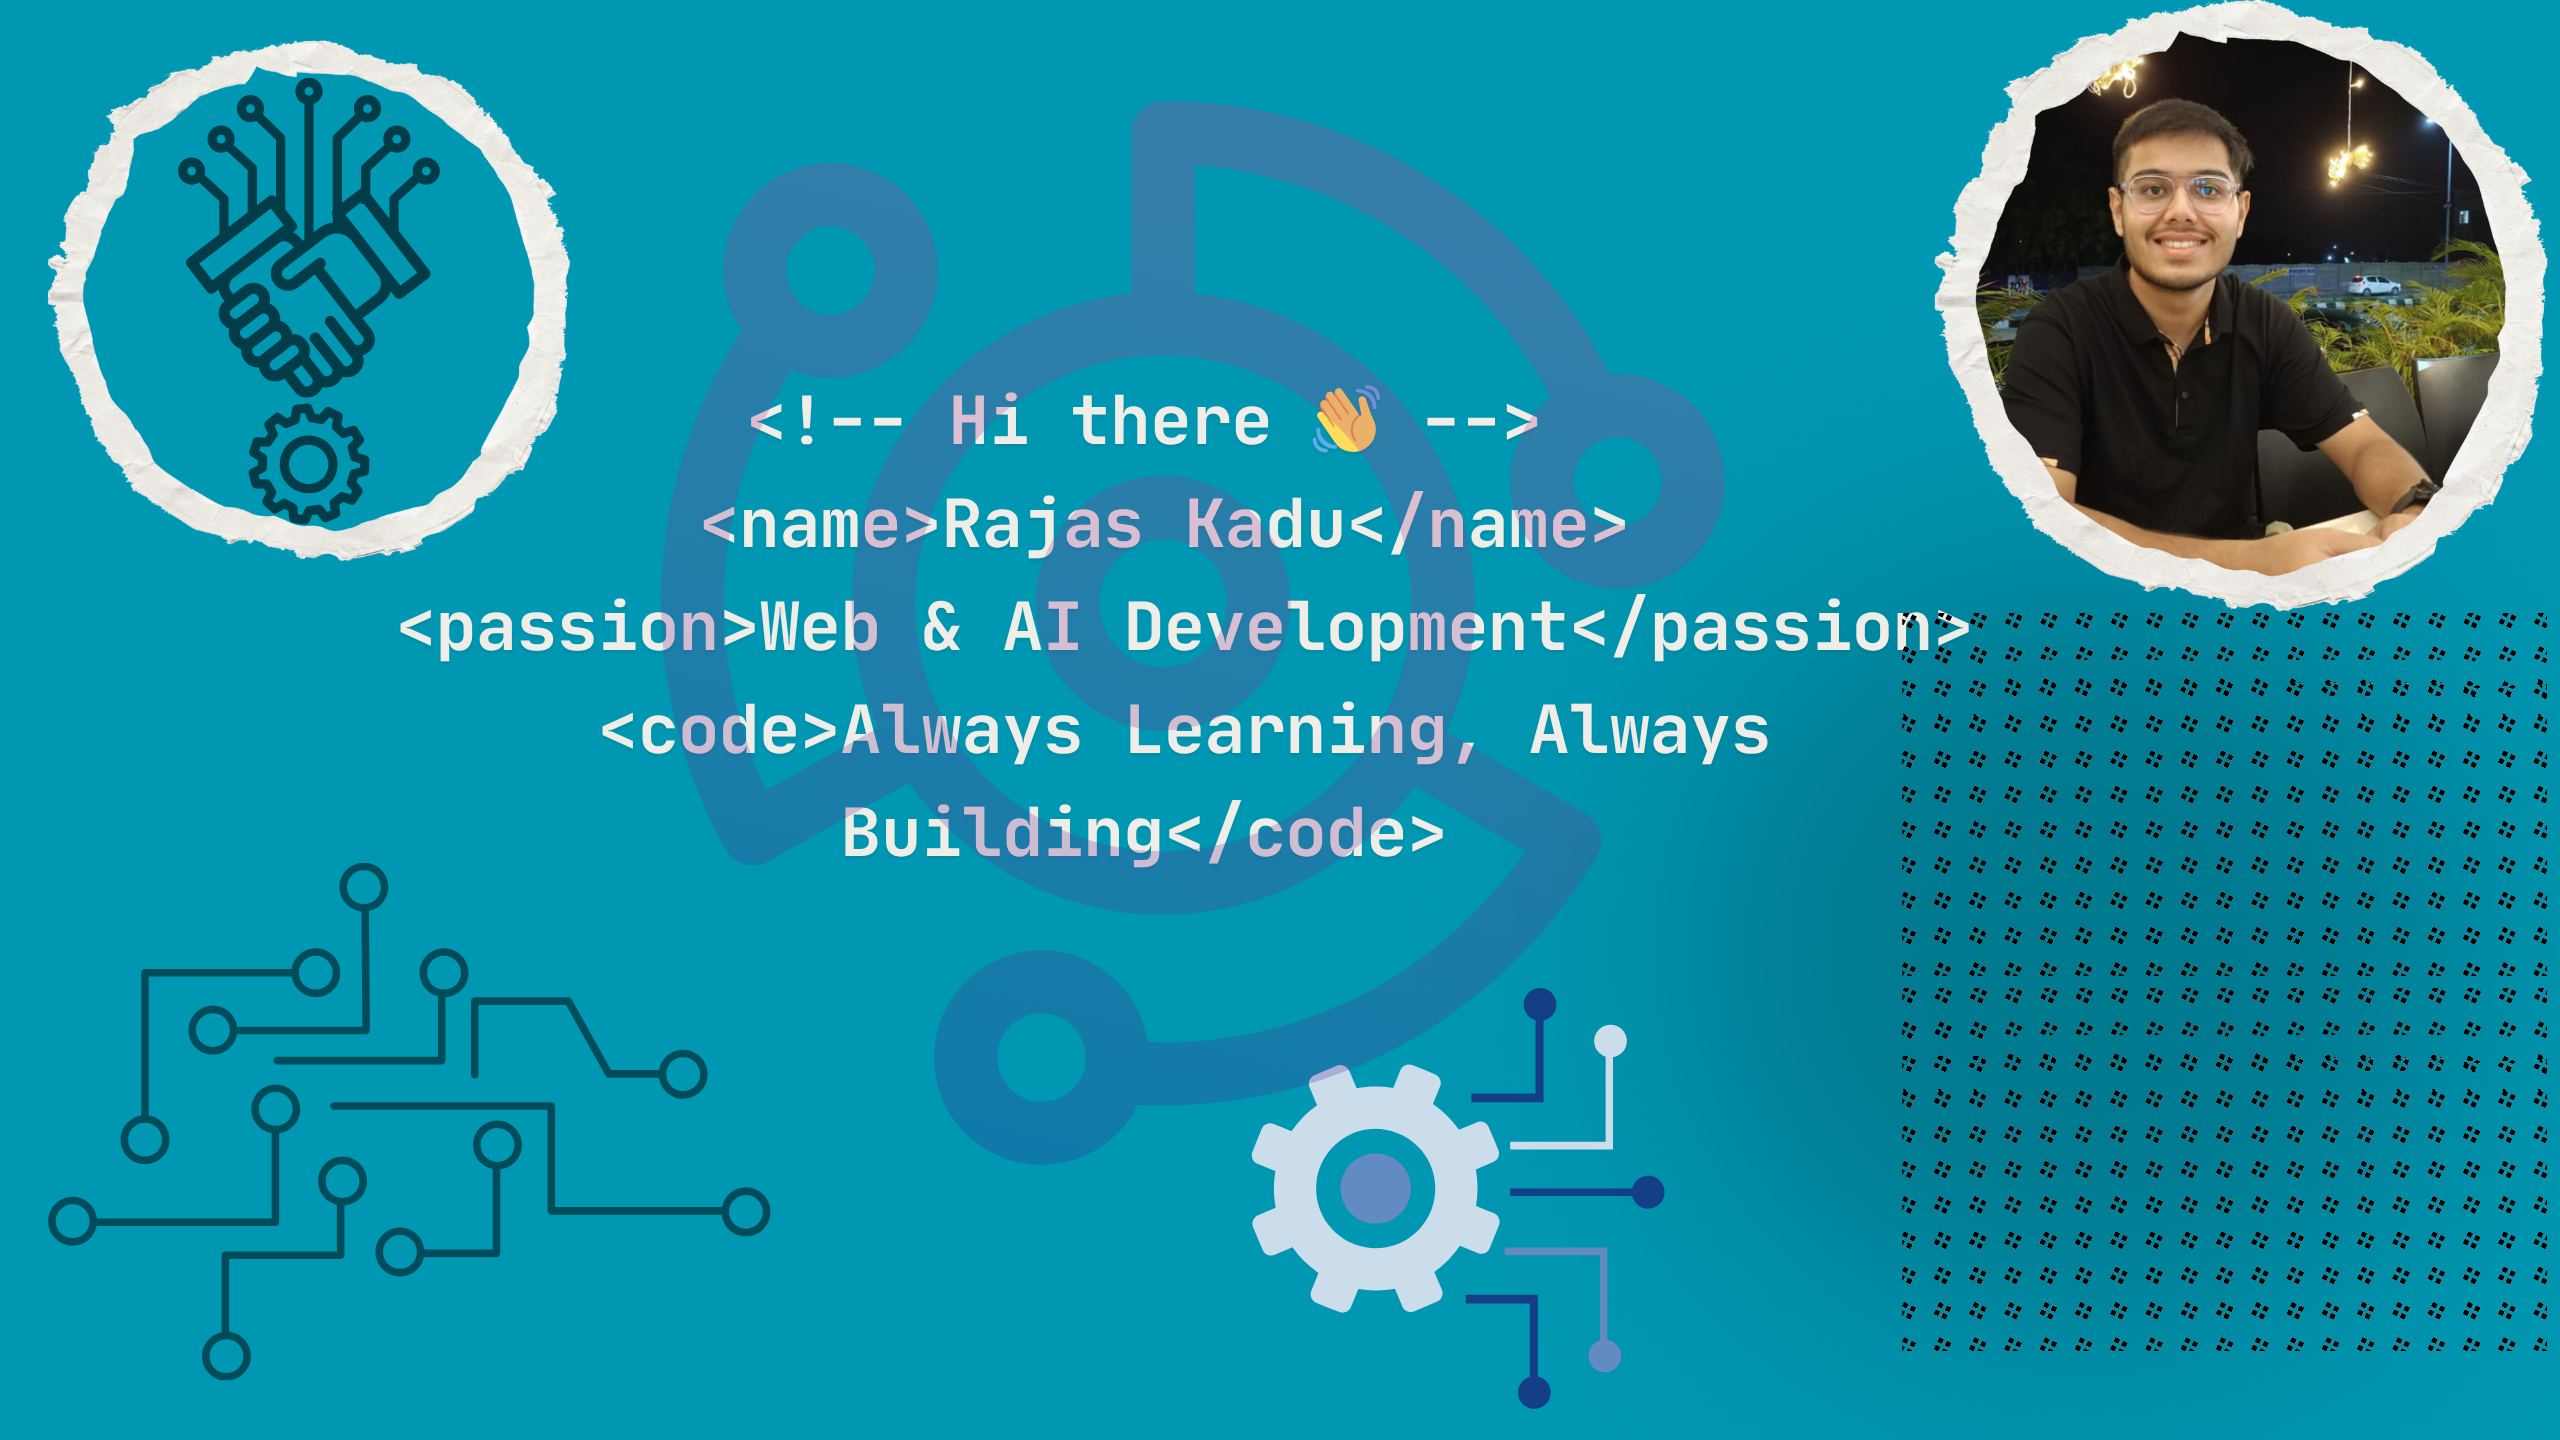 <!-- Hi there 👋 -->
<name>Rajas Kadu</name>
<passion>Web & AI Development</passion>
<code>Always Learning, Always
Building</code>